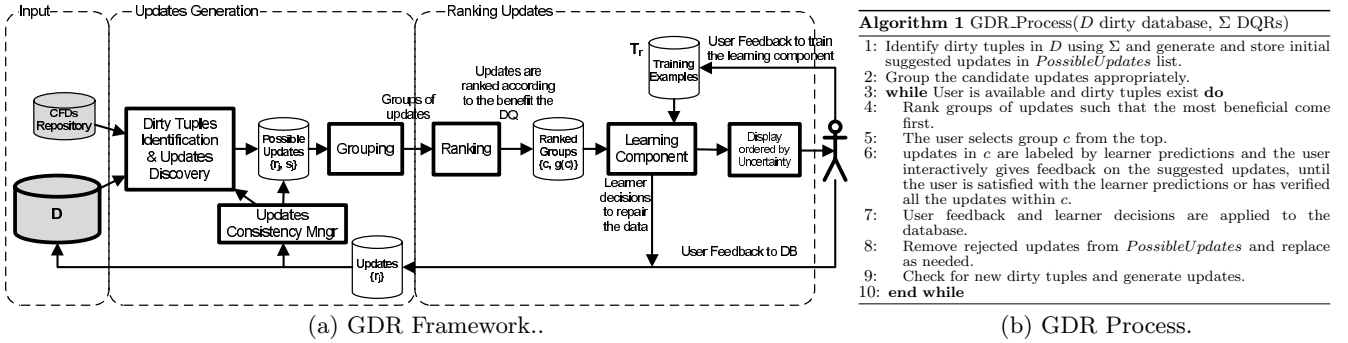 Input
Updates Generation
Ranking Updates
CFDs
Repository
D
Dirty Tuples
Identification
& Updates
Discovery
Possible
Updates
{rj, sj}
Updates
Consistency Mngr
Grouping
Groups of
updates
Updates
{rj}
Updates are
ranked according
to the benefit the
DQ
Ranking
Ranked
Groups
{c, g(c)}
Tr
Training
Examples
User Feedback to train
the learning component
Learning
Component
Learner
decisions
to repair
the data
Display
ordered by
Uncertainty
User Feedback to DB
(a) GDR Framework..
Algorithm 1 GDR_Process(D dirty database, Σ DQRs)
1: Identify dirty tuples in D using Σ and generate and store initial
suggested updates in PossibleUpdates list.
2: Group the candidate updates appropriately.
3: while User is available and dirty tuples exist do
4: Rank groups of updates such that the most beneficial come
first.
5: The user selects group c from the top.
6: updates in c are labeled by learner predictions and the user
interactively gives feedback on the suggested updates, until
the user is satisfied with the learner predictions or has verified
all the updates within c.
7: User feedback and learner decisions are applied to the
database.
8: Remove rejected updates from PossibleUpdates and replace
as needed.
9: Check for new dirty tuples and generate updates.
10: end while
(b) GDR Process.